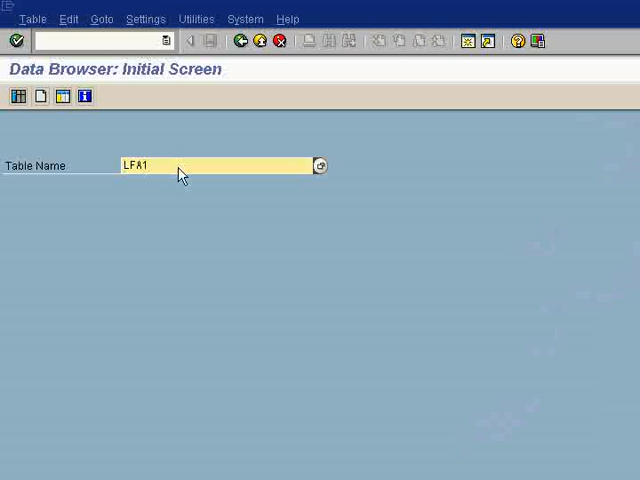 Table Edit Goto Settings Utilities System Help
Data Browser: Initial Screen
Table Name LFA1